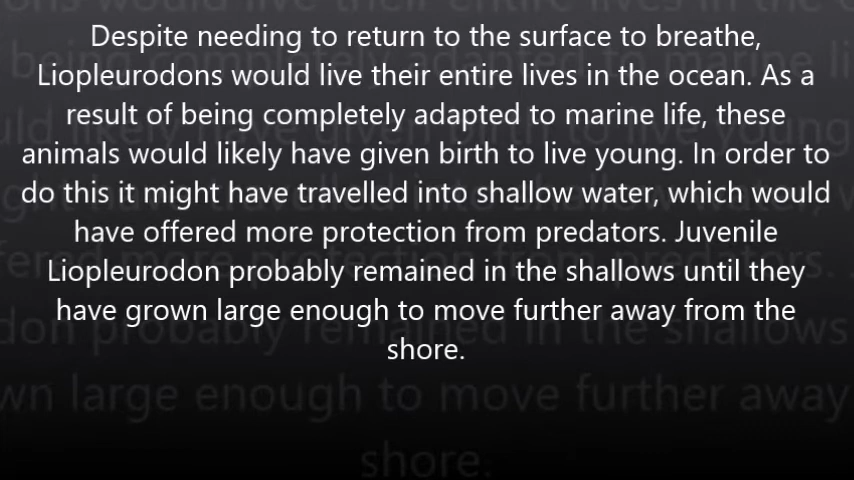 Despite needing to return to the surface to breathe,
Liopleurodons would live their entire lives in the ocean. As a
result of being completely adapted to marine life, these
animals would likely have given birth to live young. In order to
do this it might have travelled into shallow water, which would
have offered more protection from predators. Juvenile
Liopleurodon probably remained in the shallows until they
have grown large enough to move further away from the
shore.